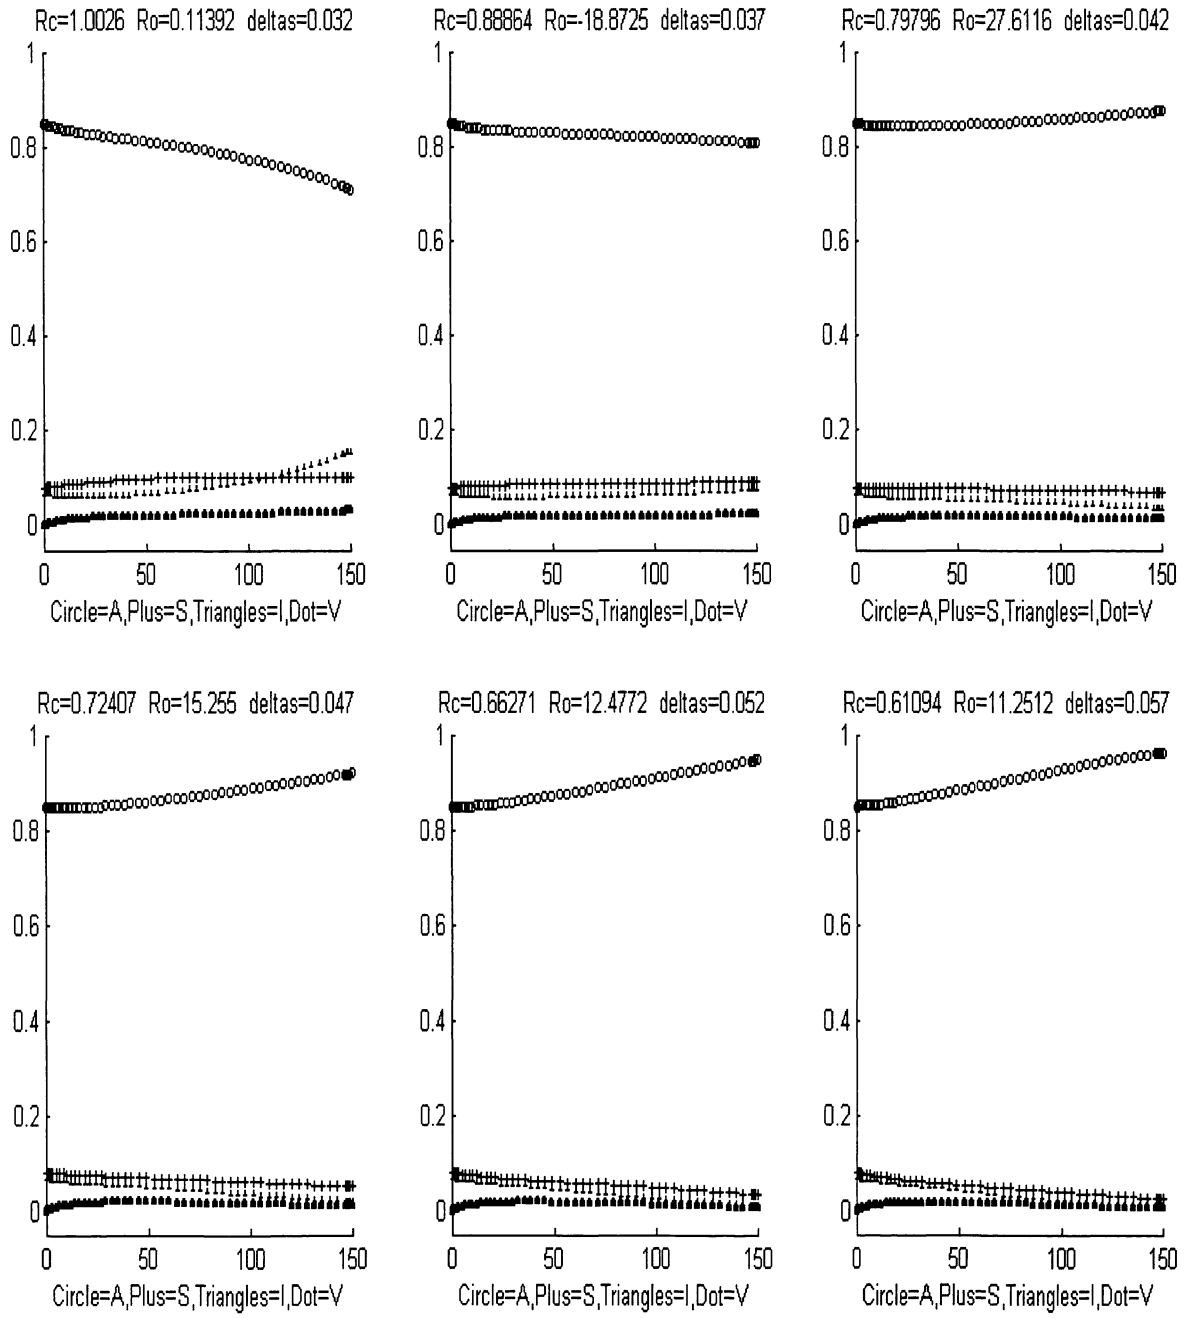 Rc=1.0026 Ro=0.11392 deltas=0.032
1
0.8
0.6
0.4
0.2
0
0 50 100 150
Circle=A,Plus=S,Triangles=I,Dot=V
Rc=0.88864 Ro=-18.8725 deltas=0.037
1
0.8
0.6
0.4
0.2
0
0 50 100 150
Circle=A,Plus=S,Triangles=I,Dot=V
Rc=0.79796 Ro=27.6116 deltas=0.042
1
0.8
0.6
0.4
0.2
0
0 50 100 150
Circle=A,Plus=S,Triangles=I,Dot=V
Rc=0.72407 Ro=15.255 deltas=0.047
1
0.8
0.6
0.4
0.2
0
0 50 100 150
Circle=A,Plus=S,Triangles=I,Dot=V
Rc=0.66271 Ro=12.4772 deltas=0.052
1
0.8
0.6
0.4
0.2
0
0 50 100 150
Circle=A,Plus=S,Triangles=I,Dot=V
Rc=0.61094 Ro=11.2512 deltas=0.057
1
0.8
0.6
0.4
0.2
0
0 50 100 150
Circle=A,Plus=S,Triangles=I,Dot=V